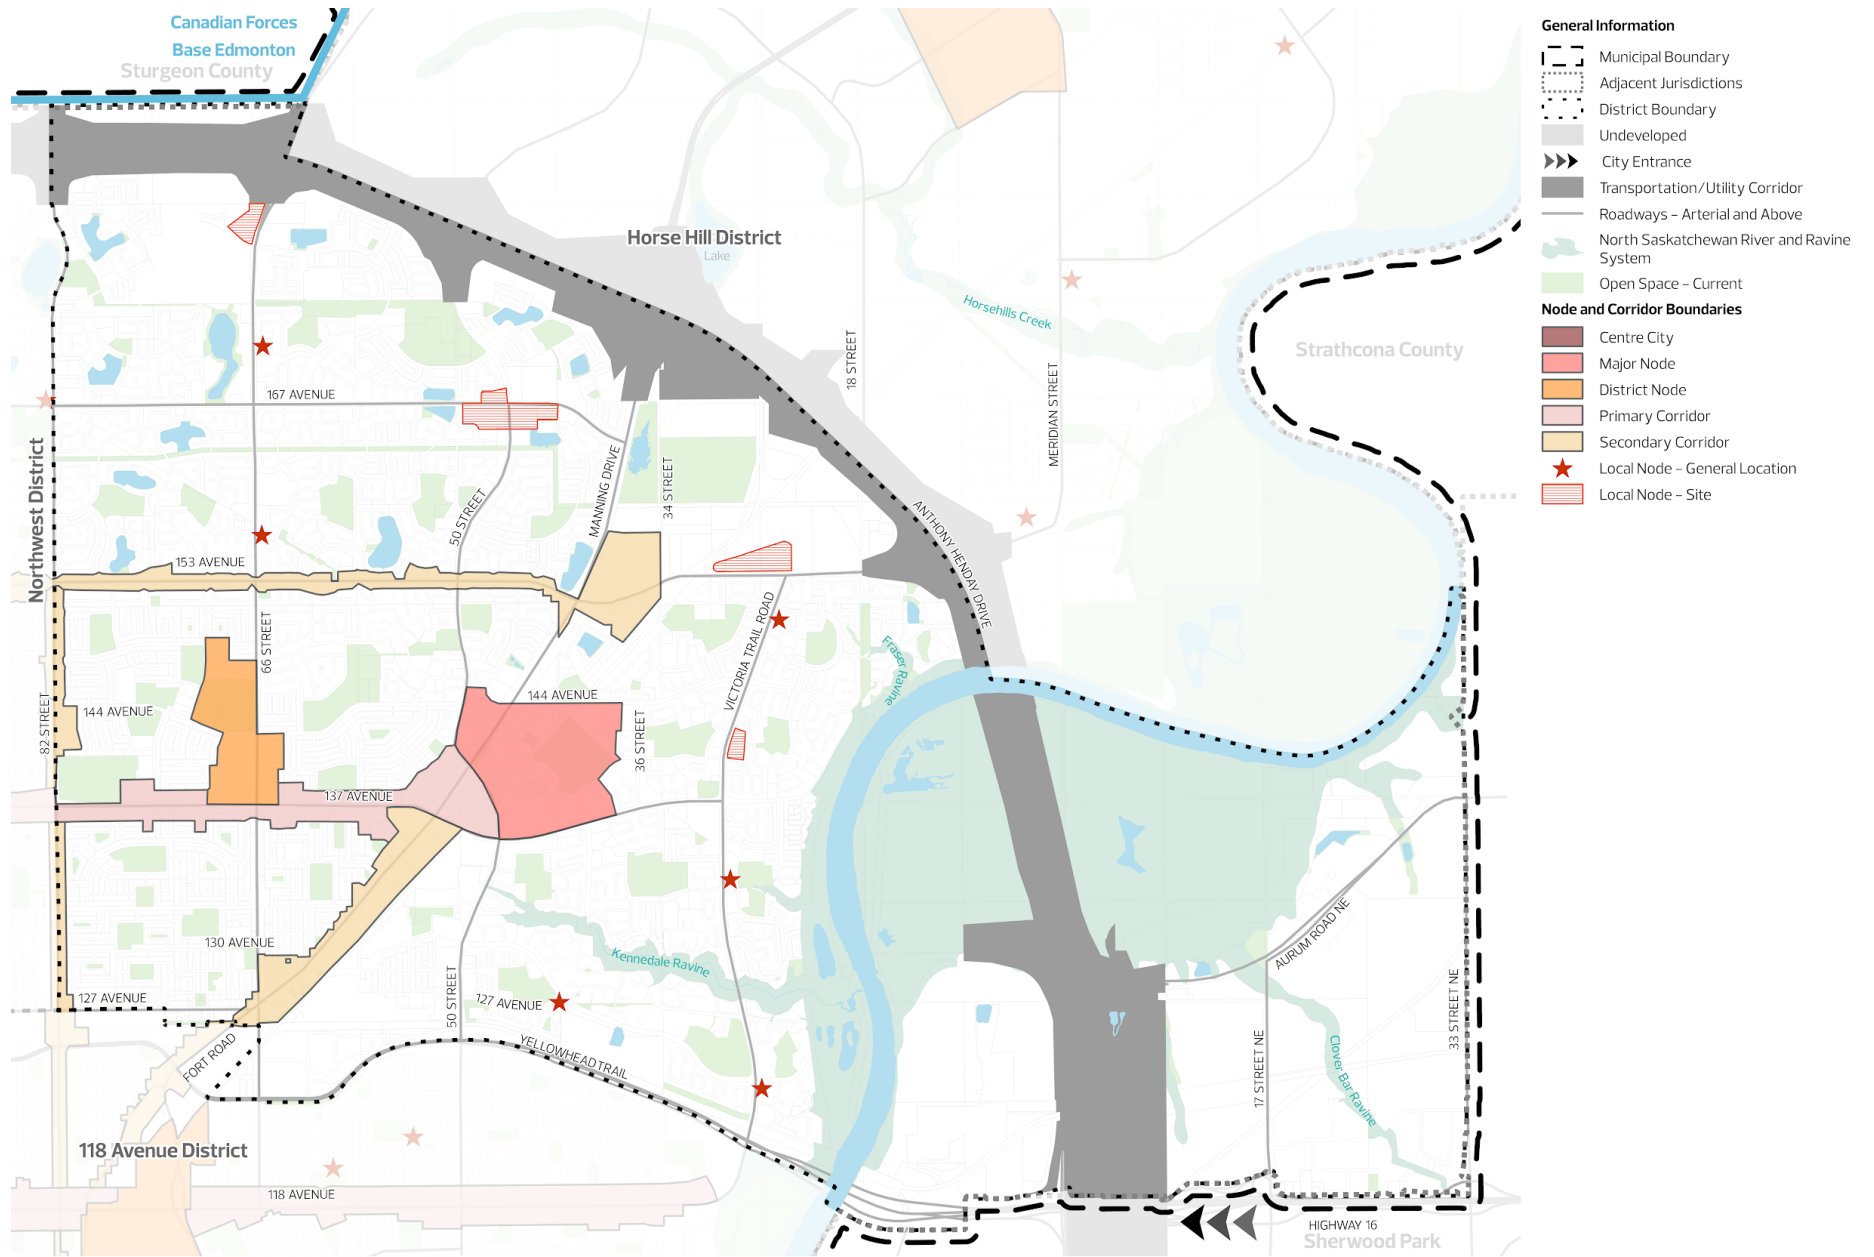 Canadian Forces
Base Edmonton
Sturgeon County
Horse Hill District
Lake
Horsehills Creek
18 STREET
MERIDIAN STREET
Strathcona County
Northwest District
167 AVENUE
MANNING DRIVE
34 STREET
50 STREET
ANTHONY HENDAY DRIVE
153 AVENUE
66 STREET
VICTORIA TRAIL ROAD
Fraser Ravine
82 STREET
144 AVENUE
144 AVENUE
36 STREET
137 AVENUE
130 AVENUE
AURUM ROAD NE
Kennedale Ravine
127 AVENUE
50 STREET
127 AVENUE
33 STREET NE
17 STREET NE
Clover Bar Ravine
FORT ROAD
YELLOWHEAD TRAIL
118 Avenue District
118 AVENUE
HIGHWAY 16
Sherwood Park
General Information
Municipal Boundary
Adjacent Jurisdictions
District Boundary
Undeveloped
City Entrance
Transportation/Utility Corridor
Roadways - Arterial and Above
North Saskatchewan River and Ravine
System
Open Space - Current
Node and Corridor Boundaries
Centre City
Major Node
District Node
Primary Corridor
Secondary Corridor
Local Node - General Location
Local Node - Site